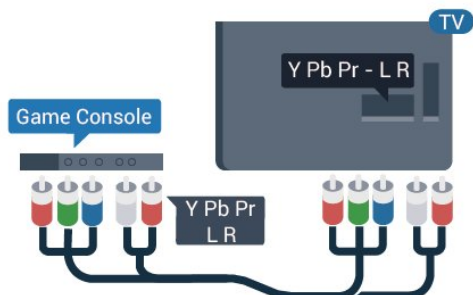 TV
Y Pb Pr - L R
Game Console
Y Pb Pr
L R